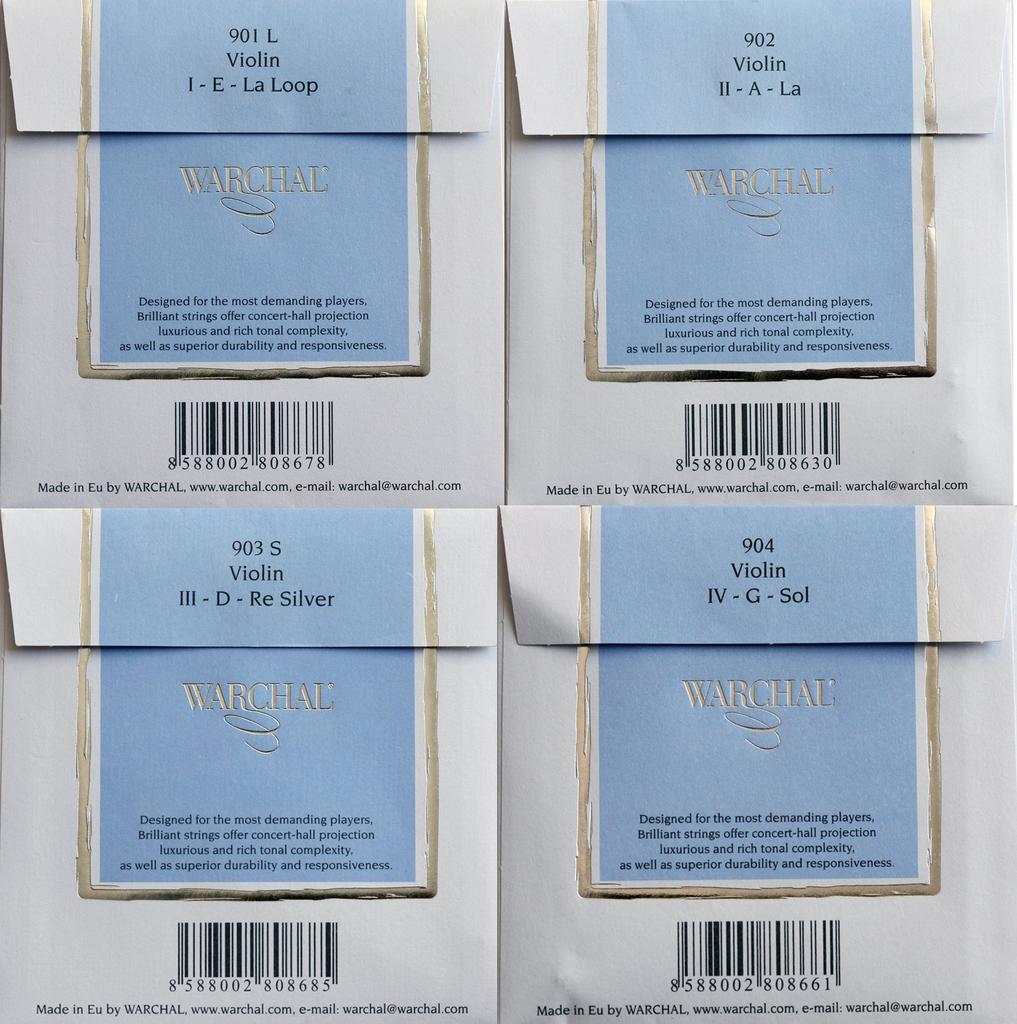 901 L
Violin
I - E - La Loop
WARCHAL®
Designed for the most demanding players,
Brilliant strings offer concert-hall projection
luxurious and rich tonal complexity,
as well as superior durability and responsiveness.
8 588002 808678
Made in Eu by WARCHAL, www.warchal.com, e-mail: warchal@warchal.com
902
Violin
II - A - La
WARCHAL®
Designed for the most demanding players,
Brilliant strings offer concert-hall projection
luxurious and rich tonal complexity,
as well as superior durability and responsiveness.
8 588002 808630
Made in Eu by WARCHAL, www.warchal.com, e-mail: warchal@warchal.com
903 S
Violin
III - D - Re Silver
WARCHAL®
Designed for the most demanding players,
Brilliant strings offer concert-hall projection
luxurious and rich tonal complexity,
as well as superior durability and responsiveness.
8 588002 808685
Made in Eu by WARCHAL, www.warchal.com, e-mail: warchal@warchal.com
904
Violin
IV - G - Sol
WARCHAL®
Designed for the most demanding players,
Brilliant strings offer concert-hall projection
luxurious and rich tonal complexity,
as well as superior durability and responsiveness.
8 588002 808661
Made in Eu by WARCHAL, www.warchal.com, e-mail: warchal@warchal.com